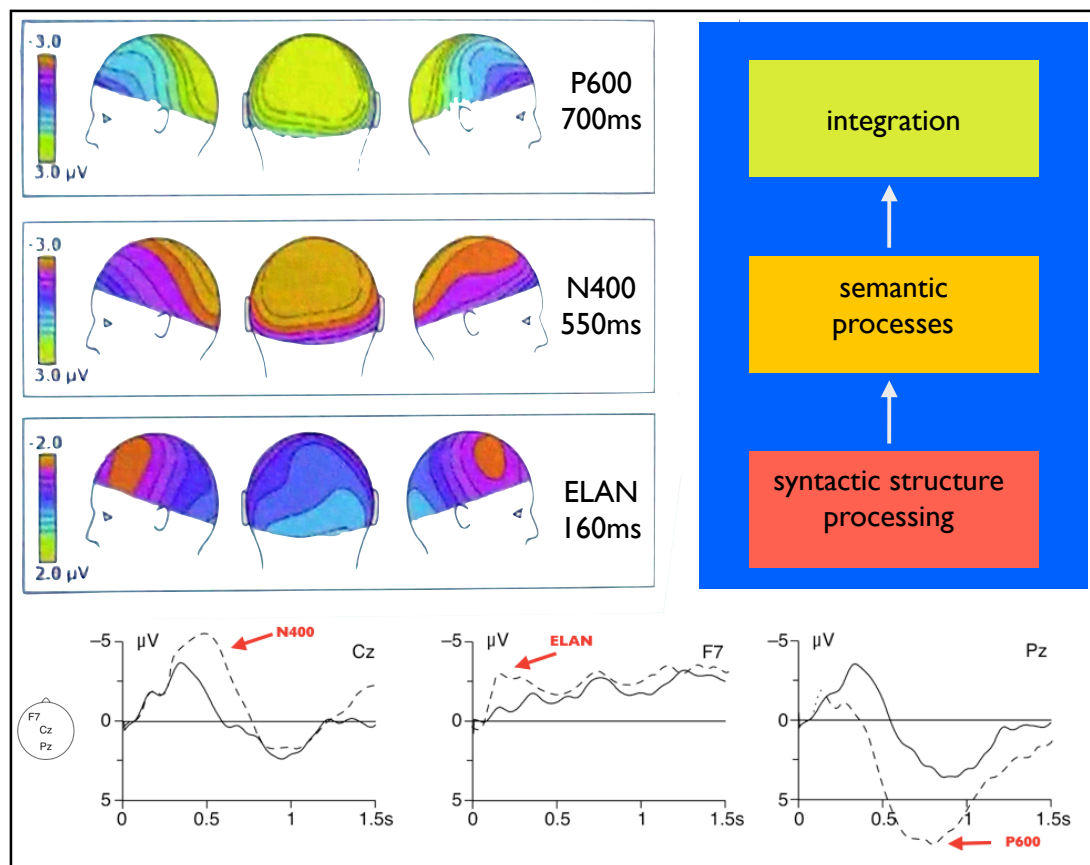 -3.0
3.0 µV
P600
700ms
-3.0
3.0 µV
N400
550ms
-2.0
2.0 µV
ELAN
160ms
integration
semantic
processes
syntactic structure
processing
F7
Cz
Pz
-5
µV
N400
Cz
0
5
0
0.5
1
1.5s
-5
µV
ELAN
F7
0
5
0
0.5
1
1.5s
-5
µV
Pz
0
5
0
0.5
1
1.5s
P600